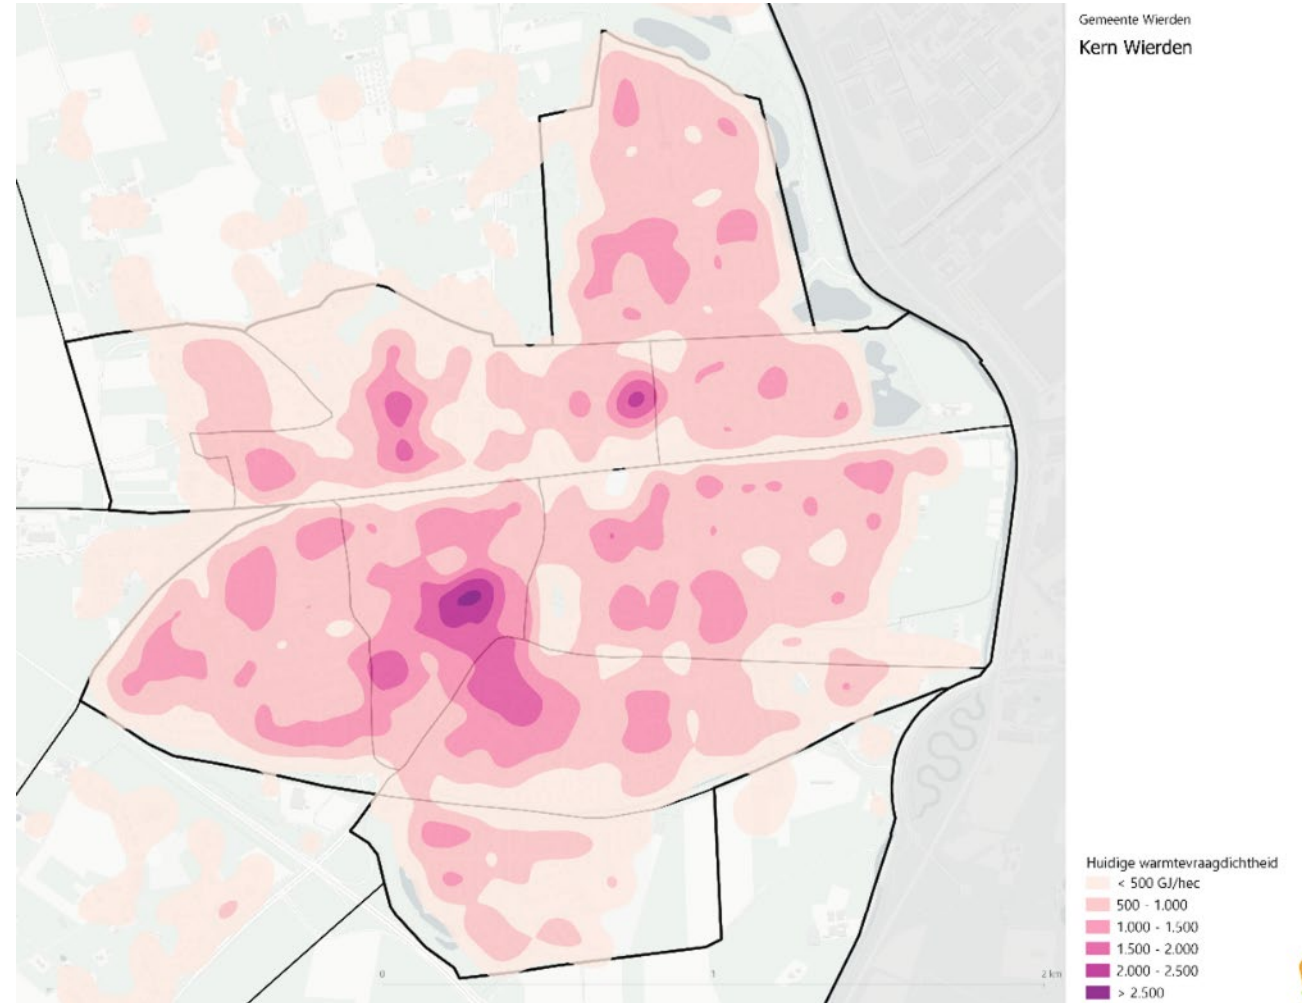 Gemeente Wierden
Kern Wierden
Huidige warmtevraagdichtheid
< 500 GJ/hec
500 - 1.000
1.000 - 1.500
1.500 - 2.000
2.000 - 2.500
> 2.500
0 1 2 km